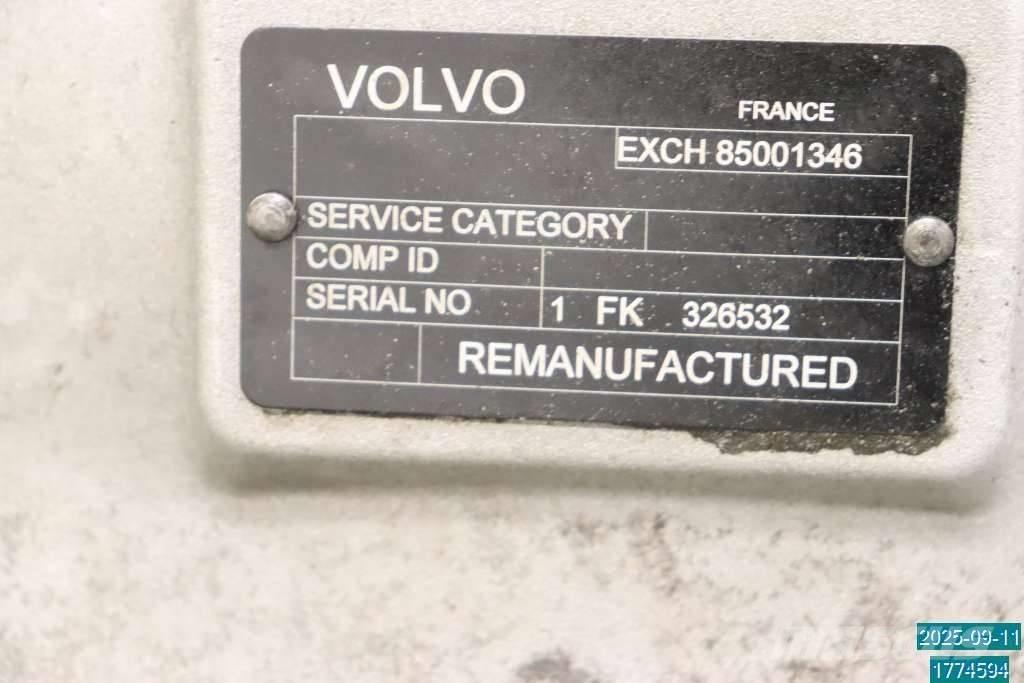 VOLVO
FRANCE
EXCH 85001346
SERVICE CATEGORY
COMP ID
SERIAL NO 1 FK 326532
REMANUFACTURED
2025-09-11
1774594